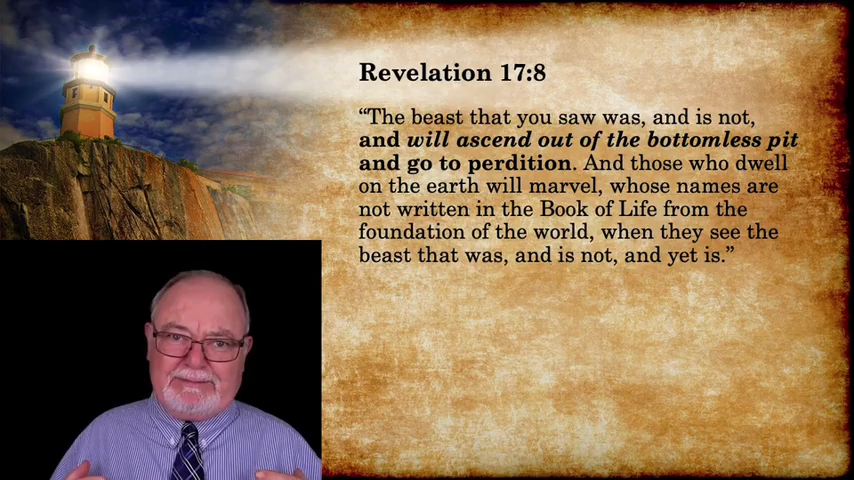 Revelation 17:8
“The beast that you saw was, and is not,
and will ascend out of the bottomless pit
and go to perdition. And those who dwell
on the earth will marvel, whose names are
not written in the Book of Life from the
foundation of the world, when they see the
beast that was, and is not, and yet is.”